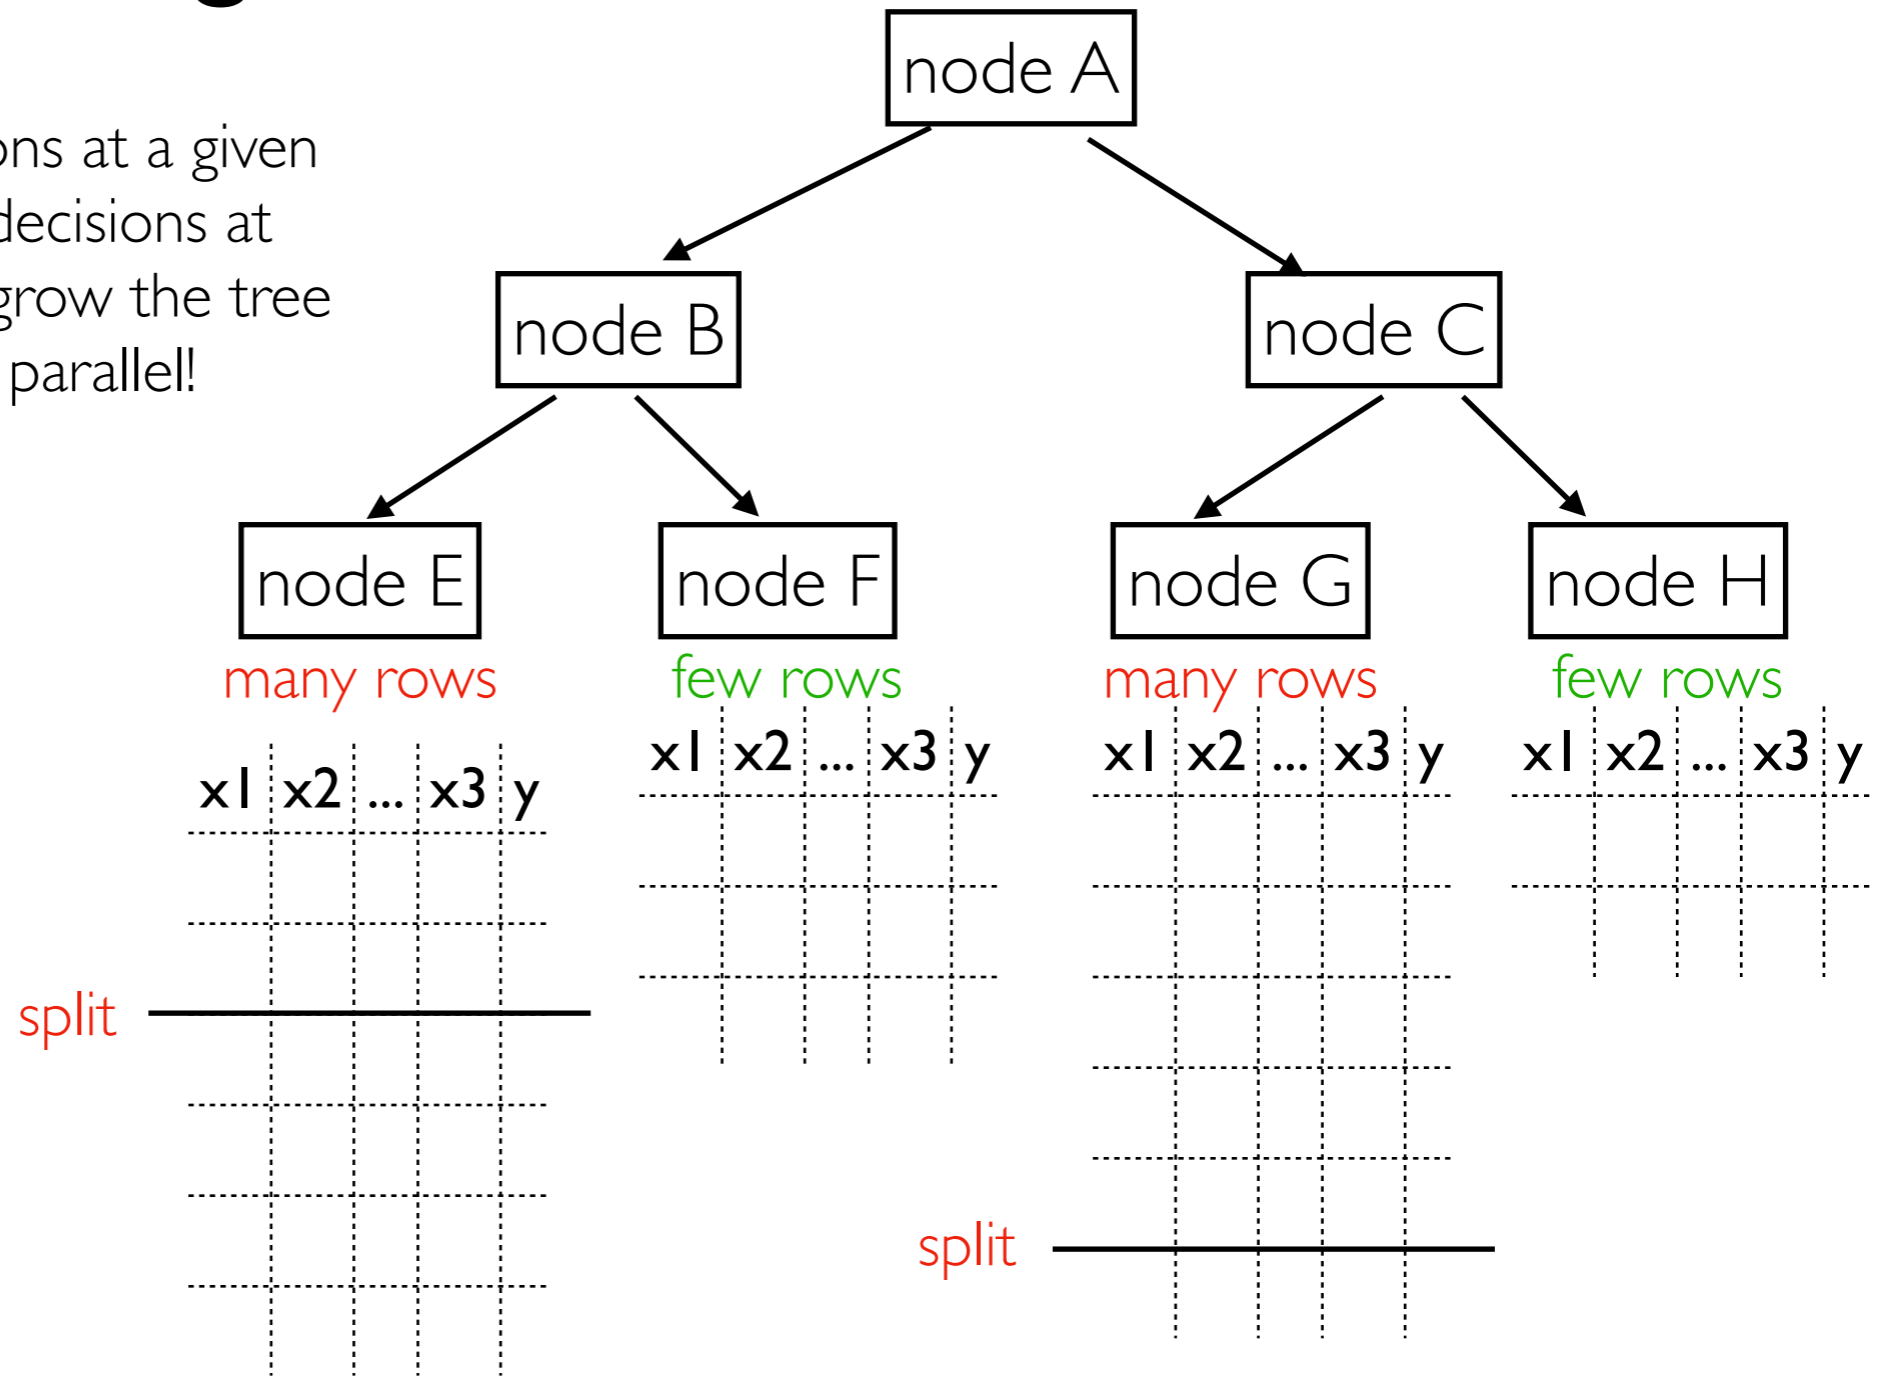 node A
ons at a given
decisions at
grow the tree
parallel!
node B
node C
node E
node F
node G
node H
many rows
few rows
many rows
few rows
x1 x2 ... x3 y
x1 x2 ... x3 y
x1 x2 ... x3 y
x1 x2 ... x3 y
split
split